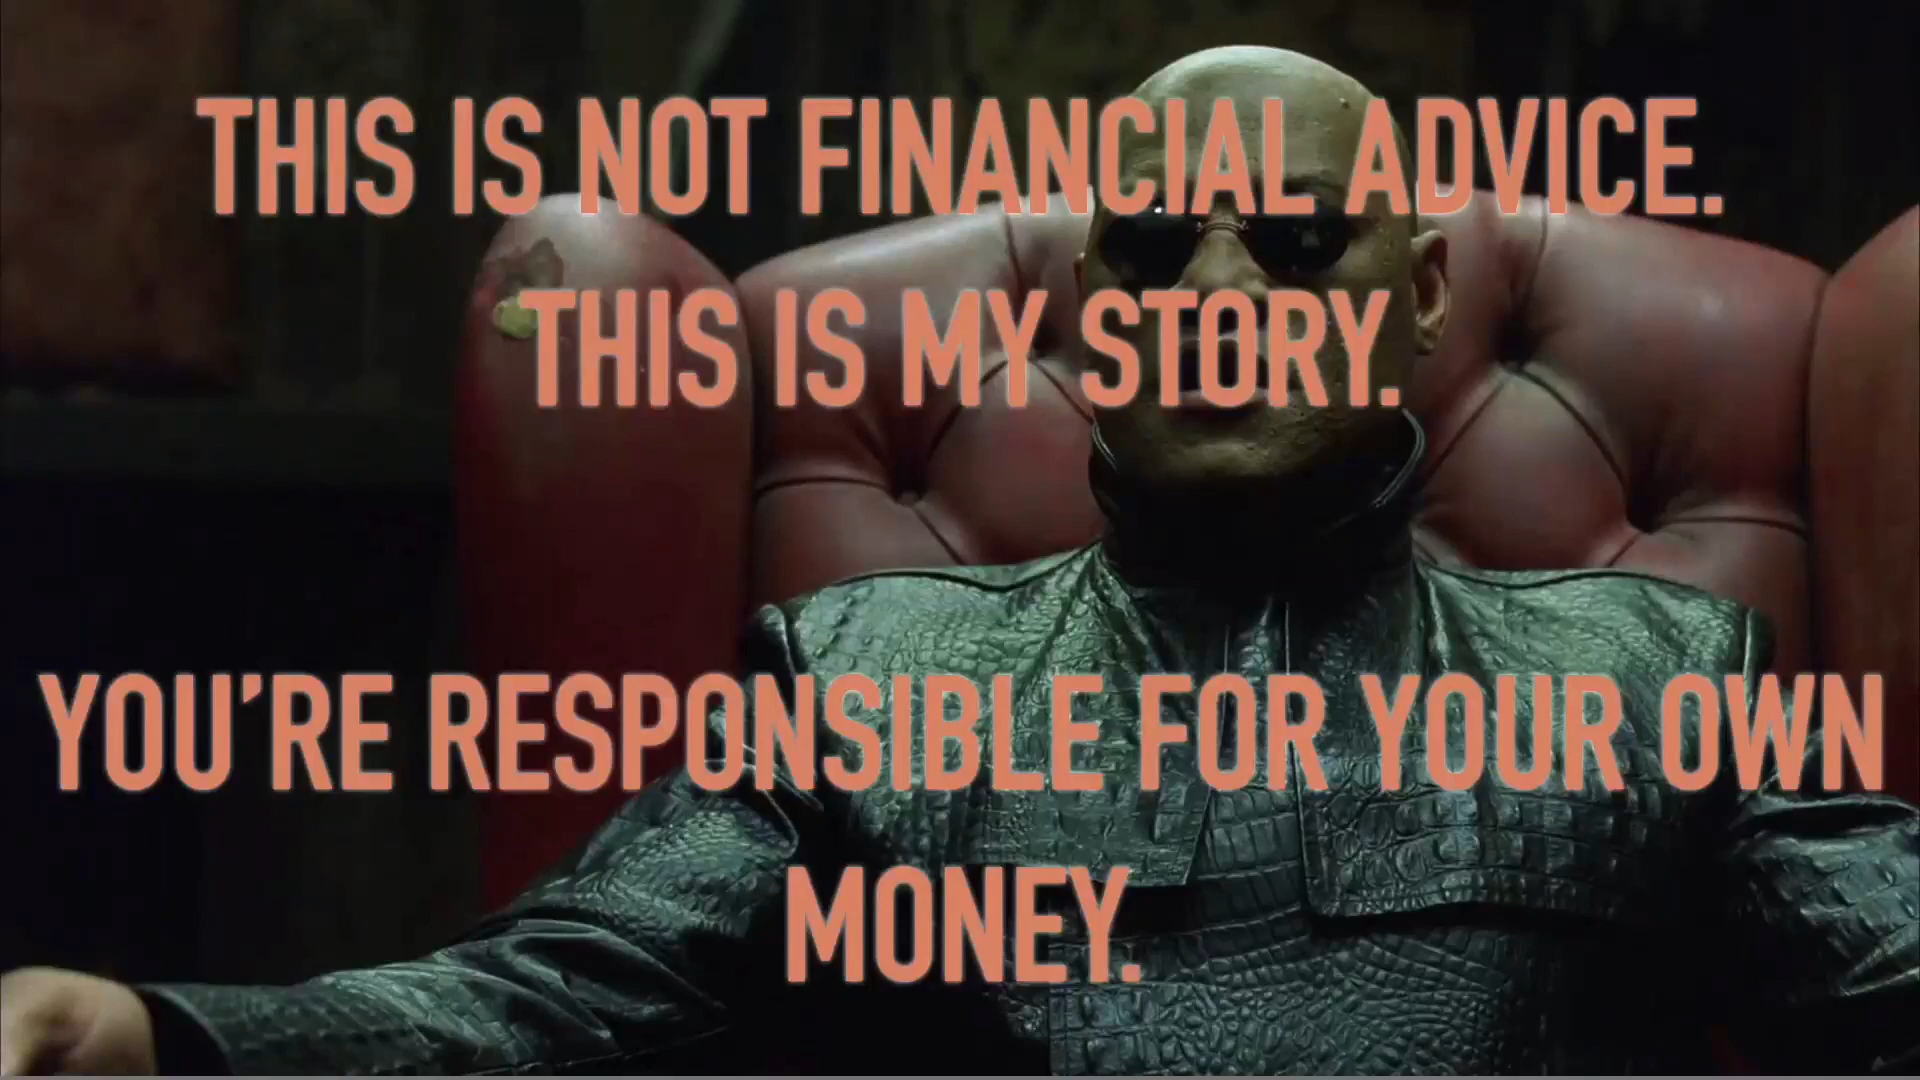 THIS IS NOT FINANCIAL ADVICE.
THIS IS MY STORY.
YOU’RE RESPONSIBLE FOR YOUR OWN
MONEY.